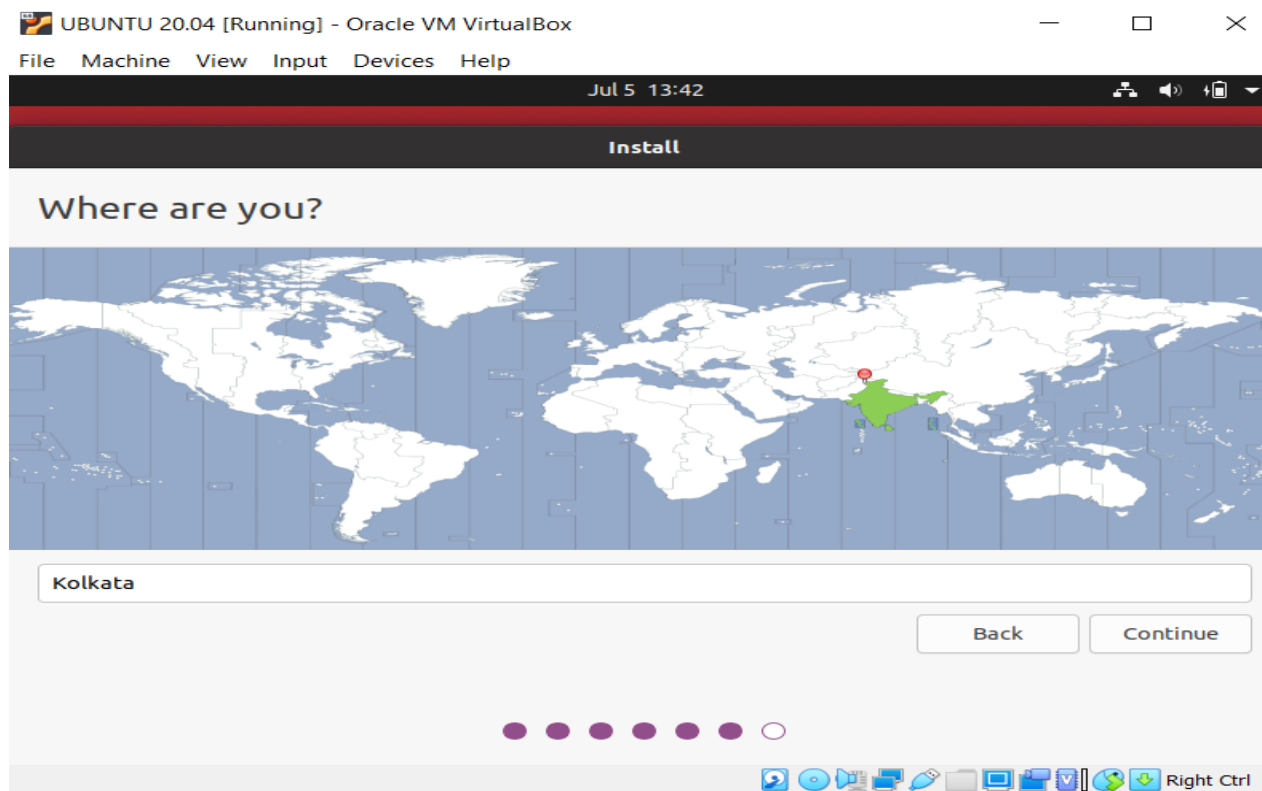 UBUNTU 20.04 [Running] - Oracle VM VirtualBox
File Machine View Input Devices Help
Jul 5 13:42
Install
Where are you?
Kolkata
Back Continue
Right Ctrl